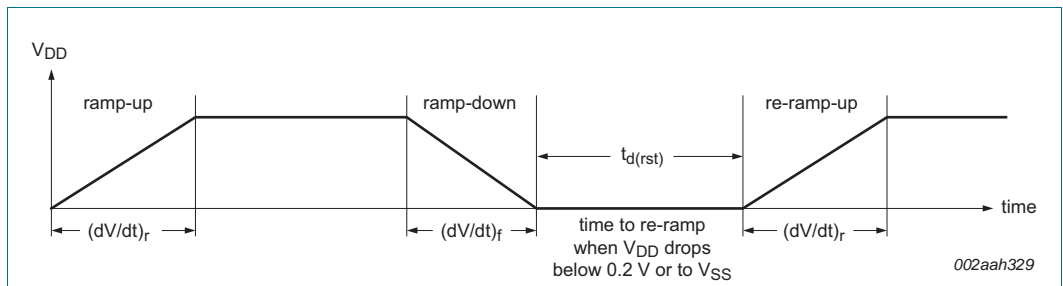 VDD
ramp-up
ramp-down
re-ramp-up
td(rst)
time
(dV/dt)r
(dV/dt)f
time to re-ramp
when VDD drops
below 0.2 V or to VSS
(dV/dt)r
002aah329